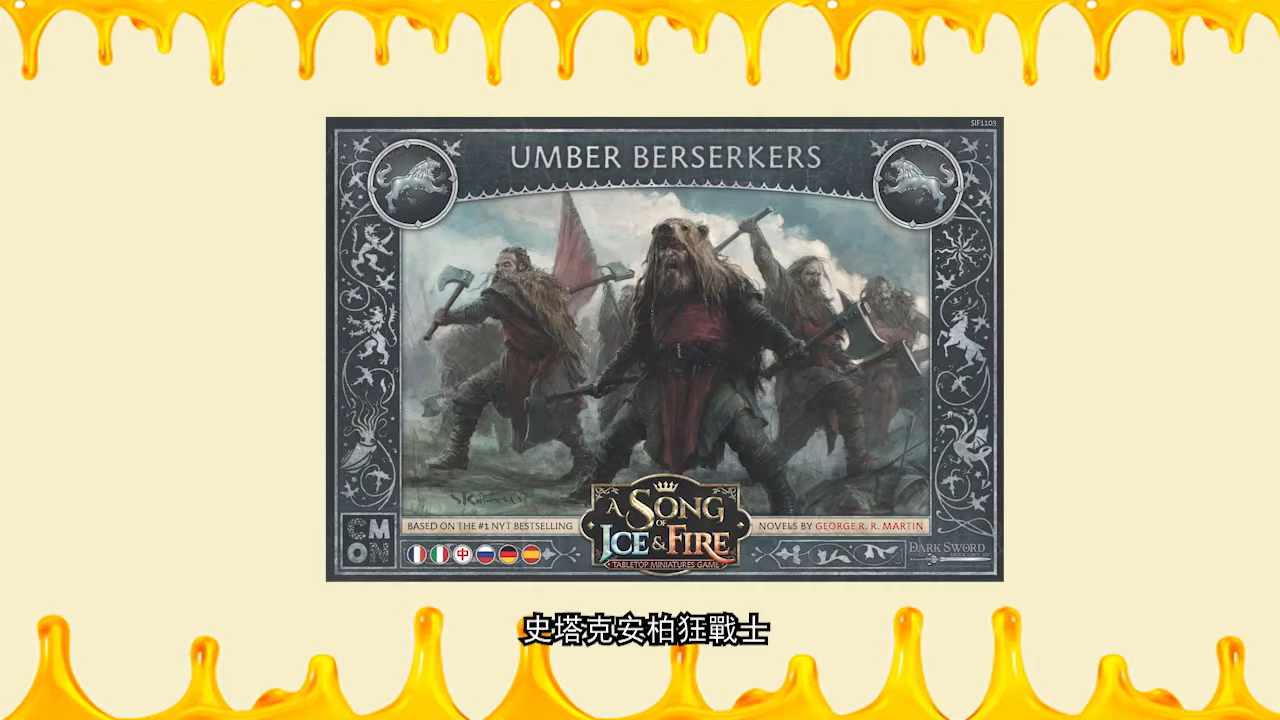 SIF1103
UMBER BERSERKERS
A SONG
OF
ICE & FIRE
TABLETOP MINIATURES GAME
BASED ON THE #1 NYT BESTSELLING
NOVELS BY GEORGE R. R. MARTIN
CMON
中
DARK SWORD
史塔克安柏狂戰士